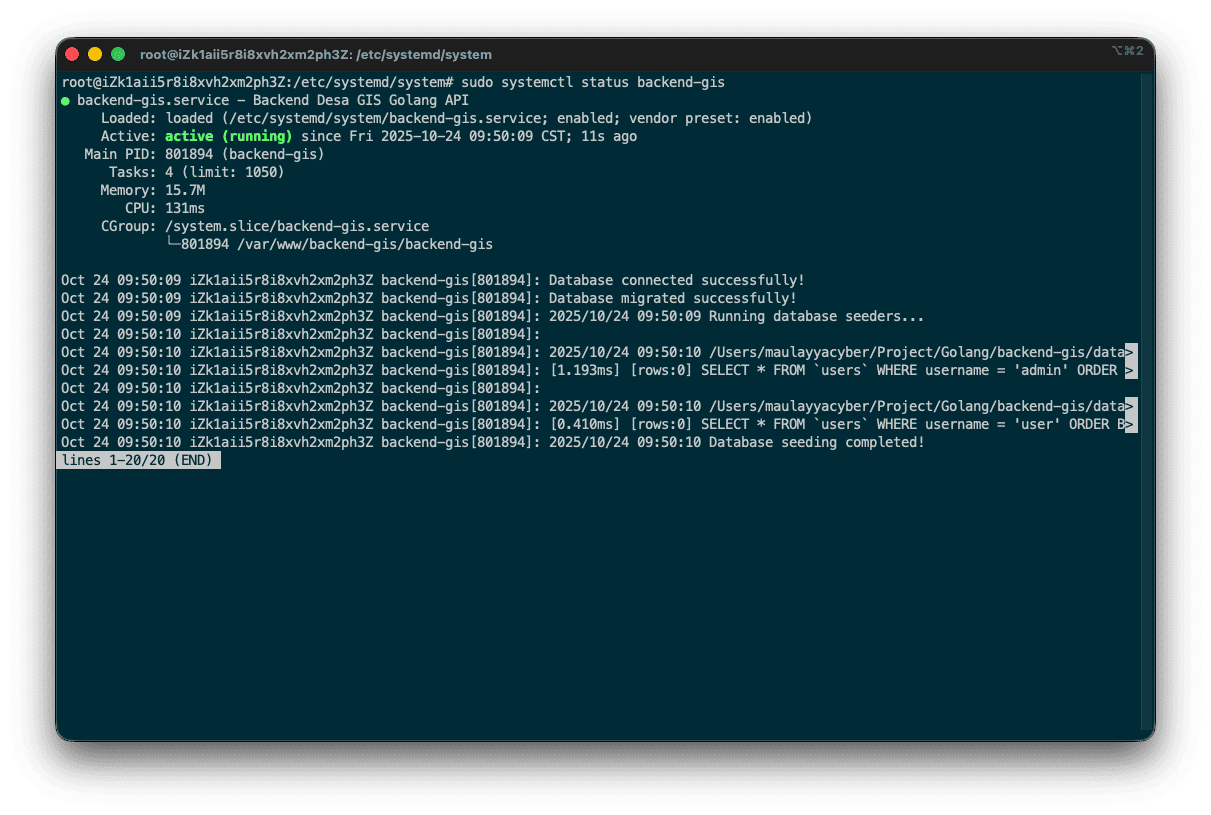 root@iZk1aii5r8i8xvh2xm2ph3Z: /etc/systemd/system
⌥⌘2
root@iZk1aii5r8i8xvh2xm2ph3Z:/etc/systemd/system# sudo systemctl status backend-gis
● backend-gis.service - Backend Desa GIS Golang API
     Loaded: loaded (/etc/systemd/system/backend-gis.service; enabled; vendor preset: enabled)
     Active: active (running) since Fri 2025-10-24 09:50:09 CST; 11s ago
   Main PID: 801894 (backend-gis)
      Tasks: 4 (limit: 1050)
     Memory: 15.7M
        CPU: 131ms
     CGroup: /system.slice/backend-gis.service
             └─801894 /var/www/backend-gis/backend-gis
Oct 24 09:50:09 iZk1aii5r8i8xvh2xm2ph3Z backend-gis[801894]: Database connected successfully!
Oct 24 09:50:09 iZk1aii5r8i8xvh2xm2ph3Z backend-gis[801894]: Database migrated successfully!
Oct 24 09:50:09 iZk1aii5r8i8xvh2xm2ph3Z backend-gis[801894]: 2025/10/24 09:50:09 Running database seeders...
Oct 24 09:50:10 iZk1aii5r8i8xvh2xm2ph3Z backend-gis[801894]:
Oct 24 09:50:10 iZk1aii5r8i8xvh2xm2ph3Z backend-gis[801894]: 2025/10/24 09:50:10 /Users/maulayyacyber/Project/Golang/backend-gis/data>
Oct 24 09:50:10 iZk1aii5r8i8xvh2xm2ph3Z backend-gis[801894]: [1.193ms] [rows:0] SELECT * FROM `users` WHERE username = 'admin' ORDER >
Oct 24 09:50:10 iZk1aii5r8i8xvh2xm2ph3Z backend-gis[801894]:
Oct 24 09:50:10 iZk1aii5r8i8xvh2xm2ph3Z backend-gis[801894]: 2025/10/24 09:50:10 /Users/maulayyacyber/Project/Golang/backend-gis/data>
Oct 24 09:50:10 iZk1aii5r8i8xvh2xm2ph3Z backend-gis[801894]: [0.410ms] [rows:0] SELECT * FROM `users` WHERE username = 'user' ORDER B>
Oct 24 09:50:10 iZk1aii5r8i8xvh2xm2ph3Z backend-gis[801894]: 2025/10/24 09:50:10 Database seeding completed!
lines 1-20/20 (END)